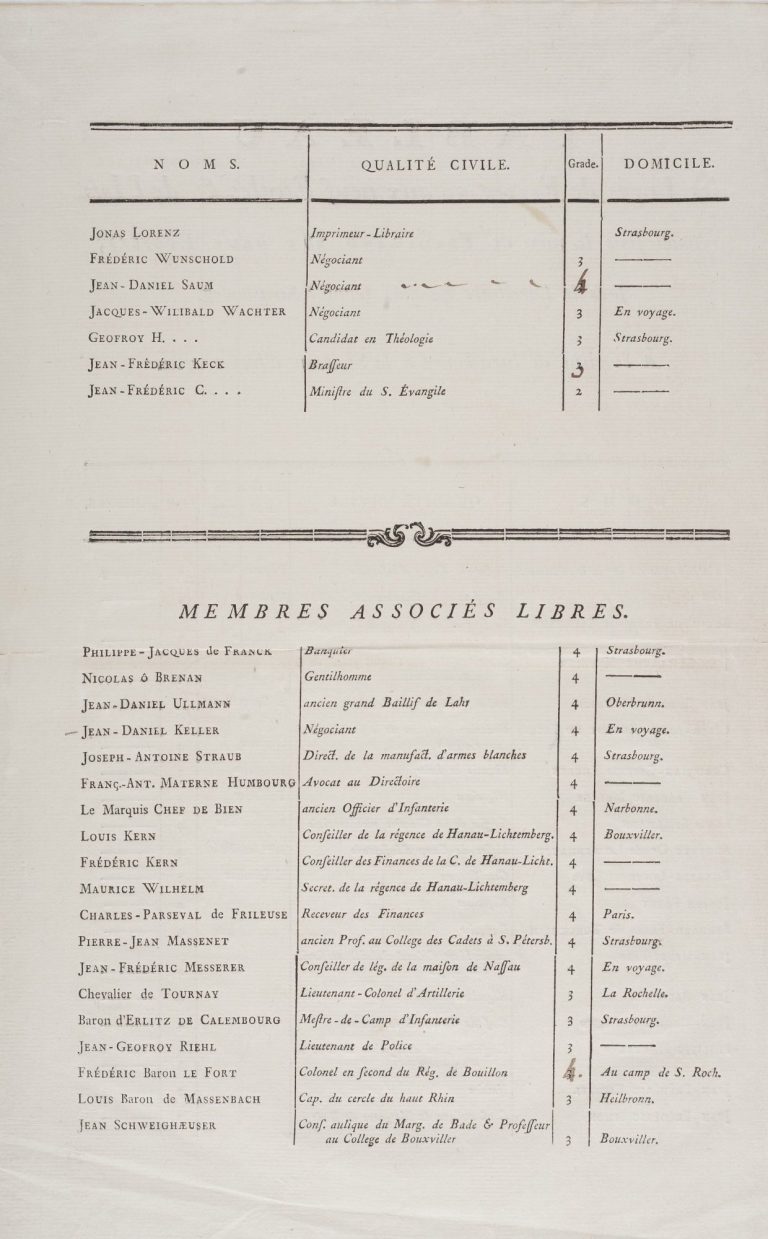 NOMS. QUALITÉ CIVILE. Grade. DOMICILE.
JONAS LORENZ Imprimeur-Libraire Strasbourg.
FRÉDÉRIC WUNSCHOLD Négociant 3 ———
JEAN-DANIEL SAUM Négociant 4 ———
JACQUES-WILIBALD WACHTER Négociant 3 En voyage.
GEOFROY H. . . . Candidat en Théologie 3 Strasbourg.
JEAN-FRÉDÉRIC KECK Braſſeur 3 ———
JEAN-FRÉDÉRIC C. . . . Miniſtre du S. Évangile 2 ———
MEMBRES ASSOCIÉS LIBRES.
PHILIPPE-JACQUES de FRANCK Banquier 4 Strasbourg.
NICOLAS ô BRENAN Gentilhomme 4 ———
JEAN-DANIEL ULLMANN ancien grand Baillif de Lahr 4 Oberbrunn.
JEAN-DANIEL KELLER Négociant 4 En voyage.
JOSEPH-ANTOINE STRAUB Direct. de la manufact. d'armes blanches 4 Strasbourg.
FRANÇ.-ANT. MATERNE HUMBOURG Avocat au Directoire 4 ———
Le Marquis CHEF DE BIEN ancien Officier d'Infanterie 4 Narbonne.
LOUIS KERN Conſeiller de la régence de Hanau-Lichtemberg. 4 Bouxviller.
FRÉDÉRIC KERN Conſeiller des Finances de la C. de Hanau-Licht. 4 ———
MAURICE WILHELM Secret. de la régence de Hanau-Lichtemberg 4 ———
CHARLES-PARSEVAL de FRILEUSE Receveur des Finances 4 Paris.
PIERRE-JEAN MASSENET ancien Prof. au College des Cadets à S. Pétersb. 4 Strasbourg.
JEAN-FRÉDÉRIC MESSERER Conſeiller de lég. de la maiſon de Naſſau 4 En voyage.
Chevalier de TOURNAY Lieutenant-Colonel d'Artillerie 3 La Rochelle.
Baron d'ERLITZ DE CALEMBOURG Meſtre-de-Camp d'Infanterie 3 Strasbourg.
JEAN-GEOFROY RIEHL Lieutenant de Police 3 ———
FRÉDÉRIC Baron LE FORT Colonel en ſecond du Rég. de Bouillon 4. Au camp de S. Roch.
LOUIS Baron de MASSENBACH Cap. du cercle du haut Rhin 3 Heilbronn.
JEAN SCHWEIGHÆUSER Conſ. aulique du Marg. de Bade & Profeſſeur
au College de Bouxviller 3 Bouxviller.